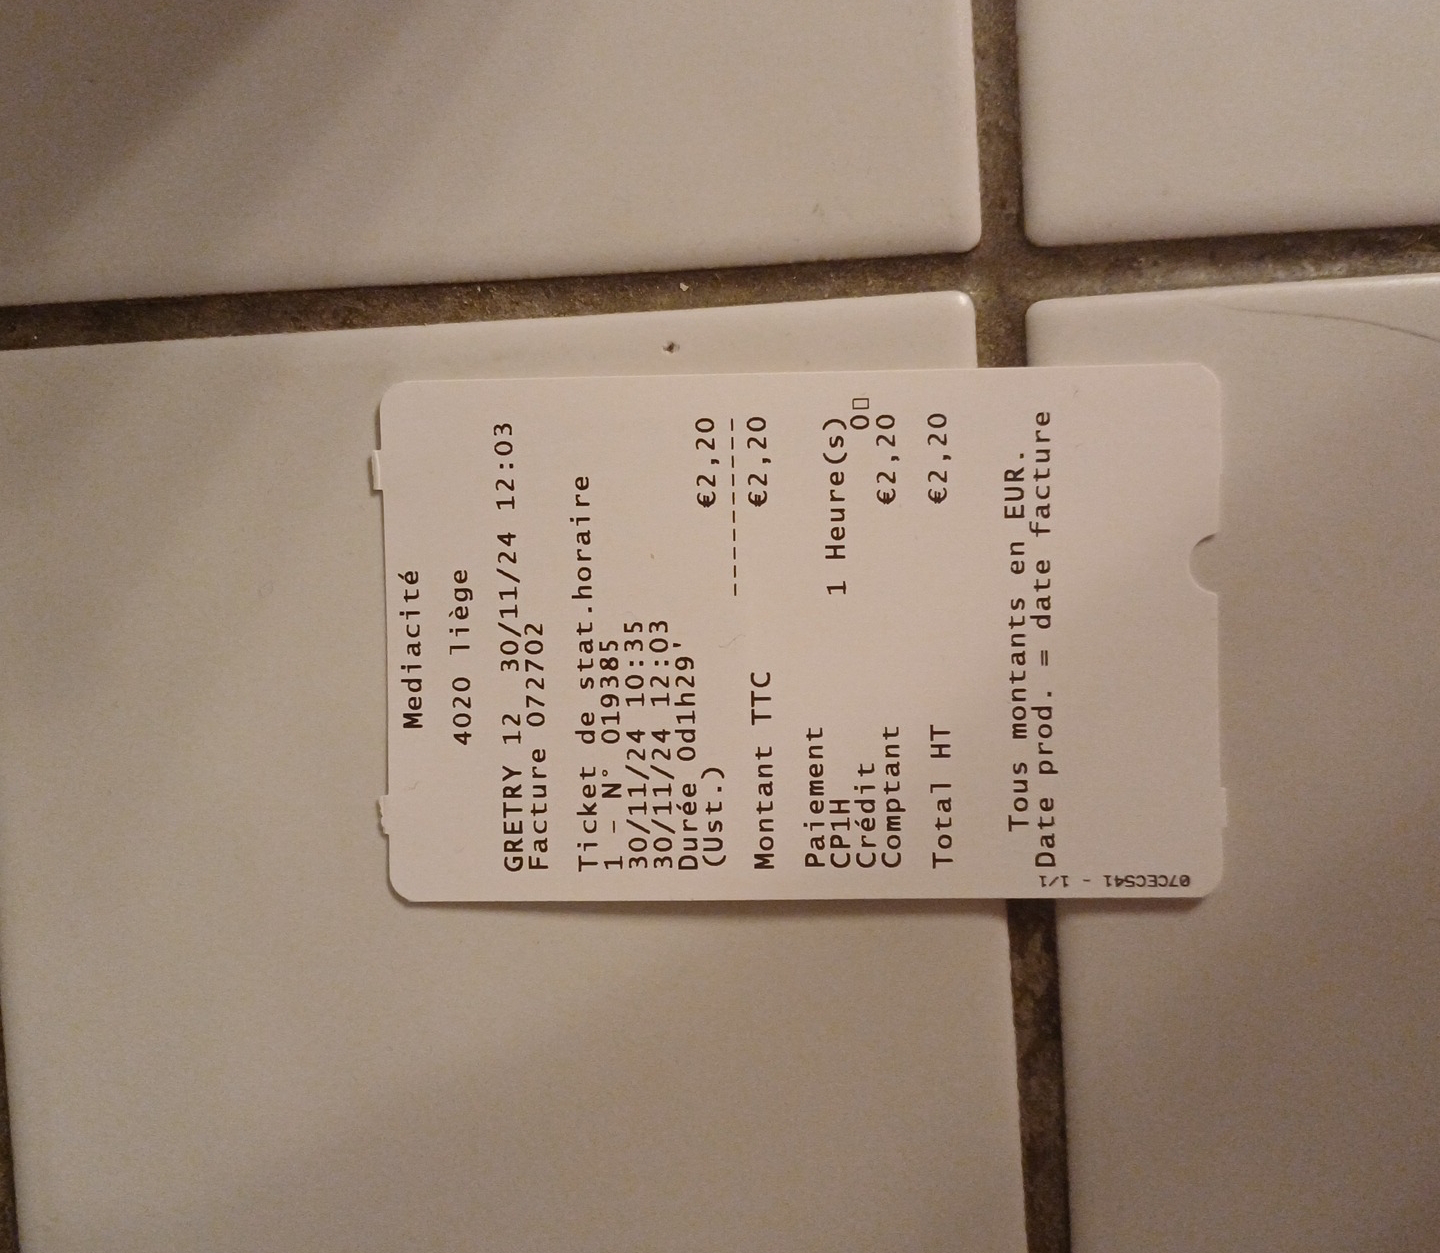 Mediacité
4020 liège
GRETRY 12 30/11/24 12:03
Facture 072702
Ticket de stat.horaire
1 - N° 019385
30/11/24 10:35
30/11/24 12:03
Durée 0d1h29'
(Ust.) €2,20
----------
Montant TTC €2,20
Paiement
CP1H 1 Heure(s)
Crédit 0▯
Comptant €2,20
Total HT €2,20
Tous montants en EUR.
Date prod. = date facture
07CEC541 - 1/1